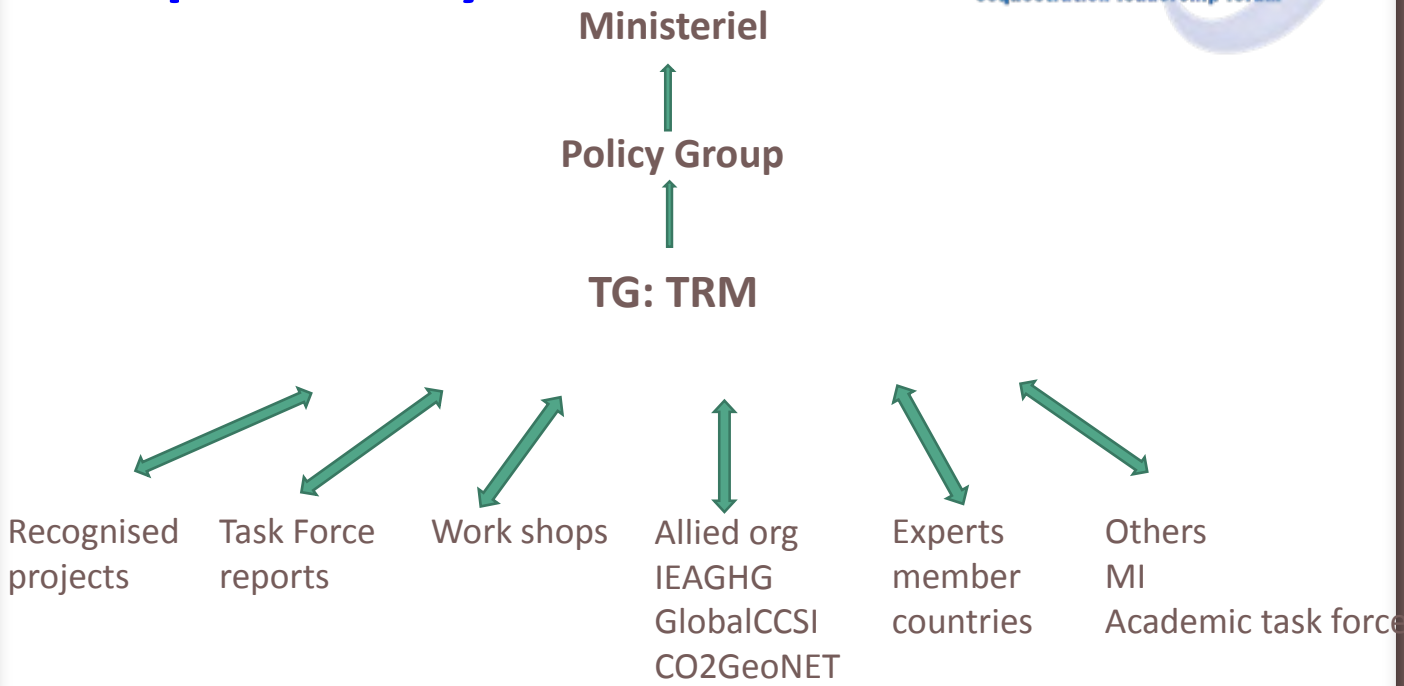 Ministeriel
Policy Group
TG: TRM
Recognised
projects
Task Force
reports
Work shops
Allied org
IEAGHG
GlobalCCSI
CO2GeoNET
Experts
member
countries
Others
MI
Academic task force